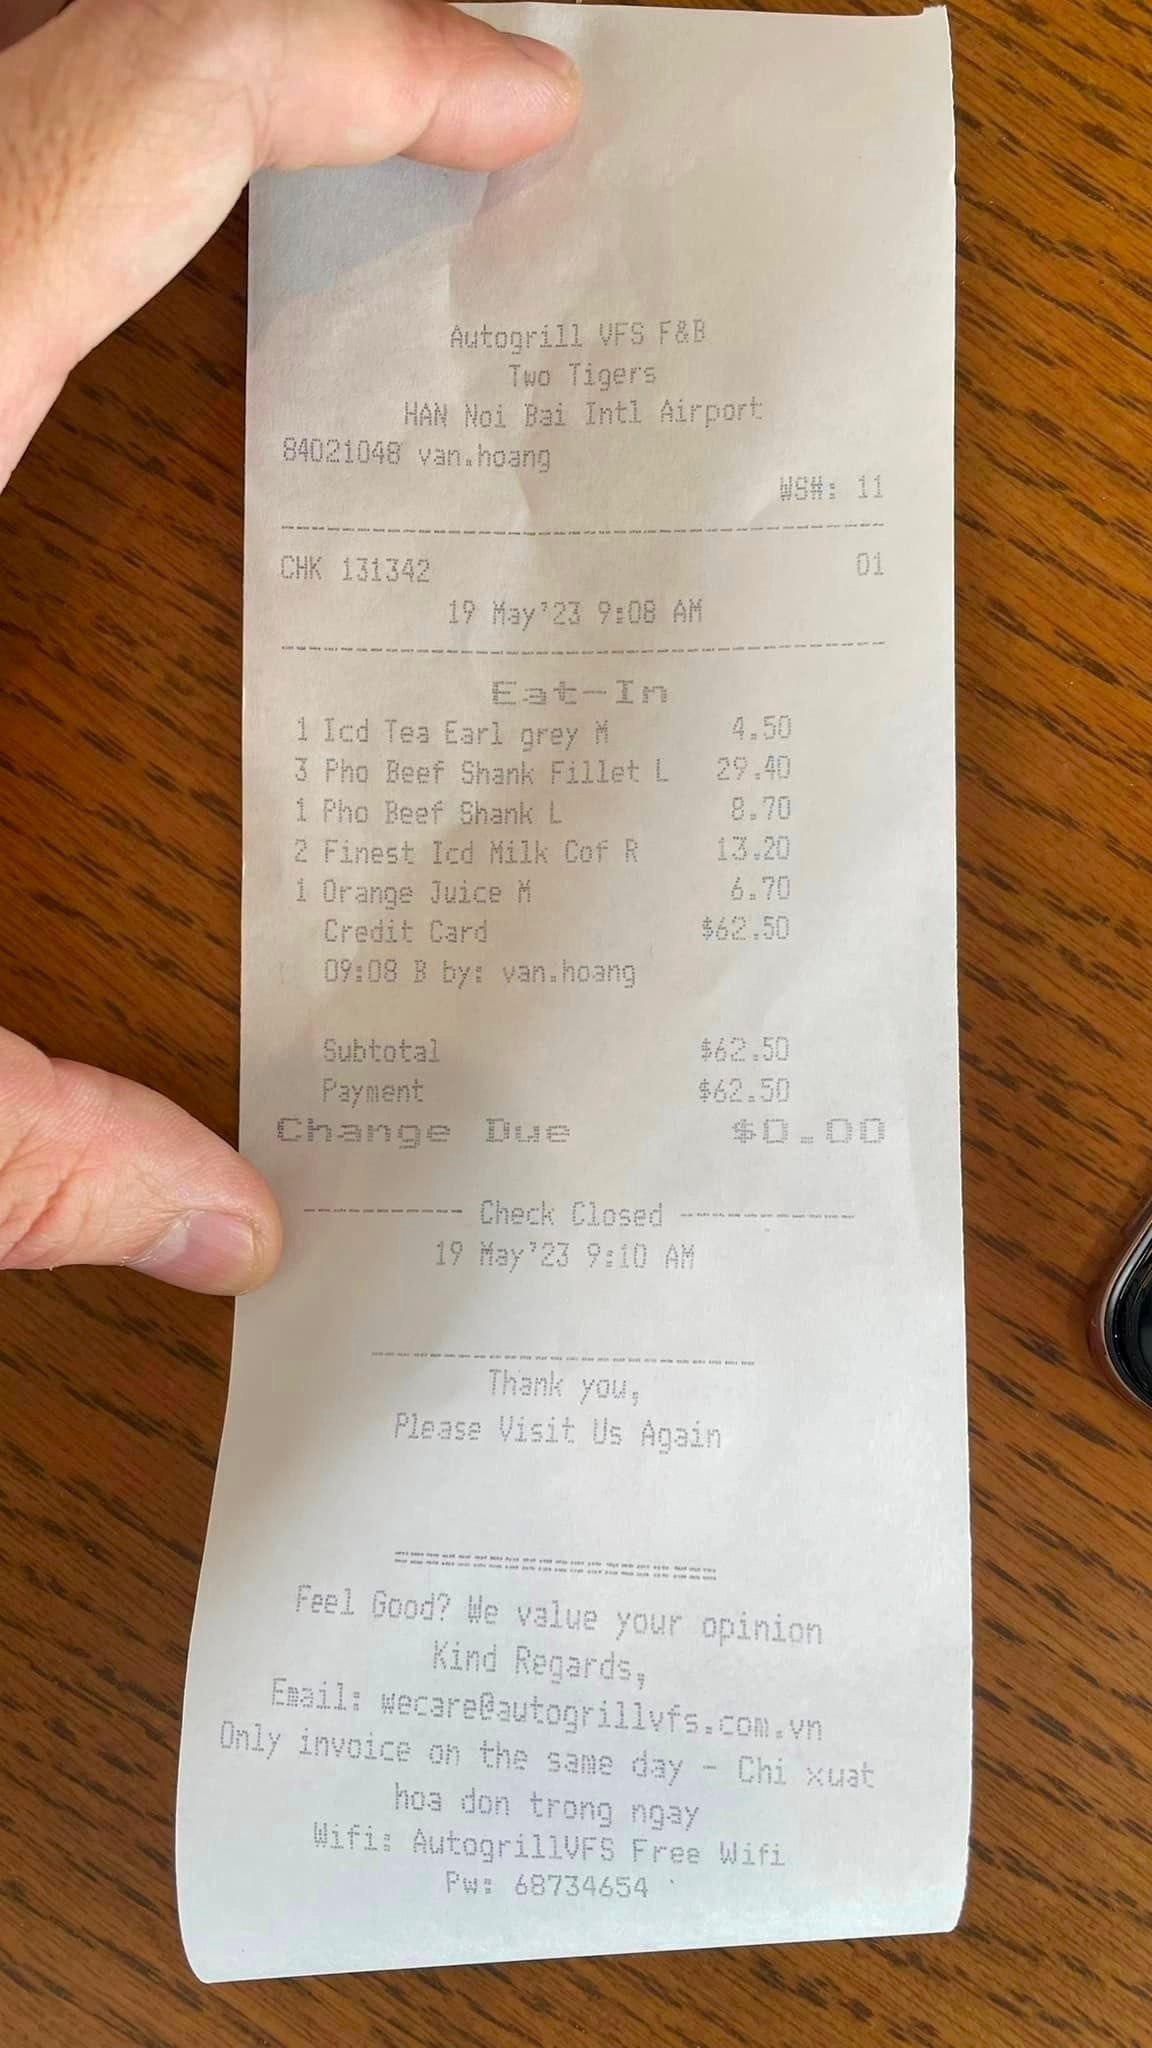 Autogrill VFS F&B
Two Tigers
HAN Noi Bai Intl Airport
84021048 van.hoang
WS#: 11
CHK 131342 01
19 May'23 9:08 AM
Eat-In
1 Icd Tea Earl grey M 4.50
3 Pho Beef Shank Fillet L 29.40
1 Pho Beef Shank L 8.70
2 Finest Icd Milk Cof R 13.20
1 Orange Juice M 6.70
Credit Card $62.50
09:08 B by: van.hoang
Subtotal $62.50
Payment $62.50
Change Due $0.00
Check Closed
19 May'23 9:10 AM
Thank you,
Please Visit Us Again
Feel Good? We value your opinion
Kind Regards,
Email: wecare@autogrillvfs.com.vn
Only invoice on the same day - Chi xuat
hoa don trong ngay
Wifi: AutogrillVFS Free Wifi
Pw: 68734654